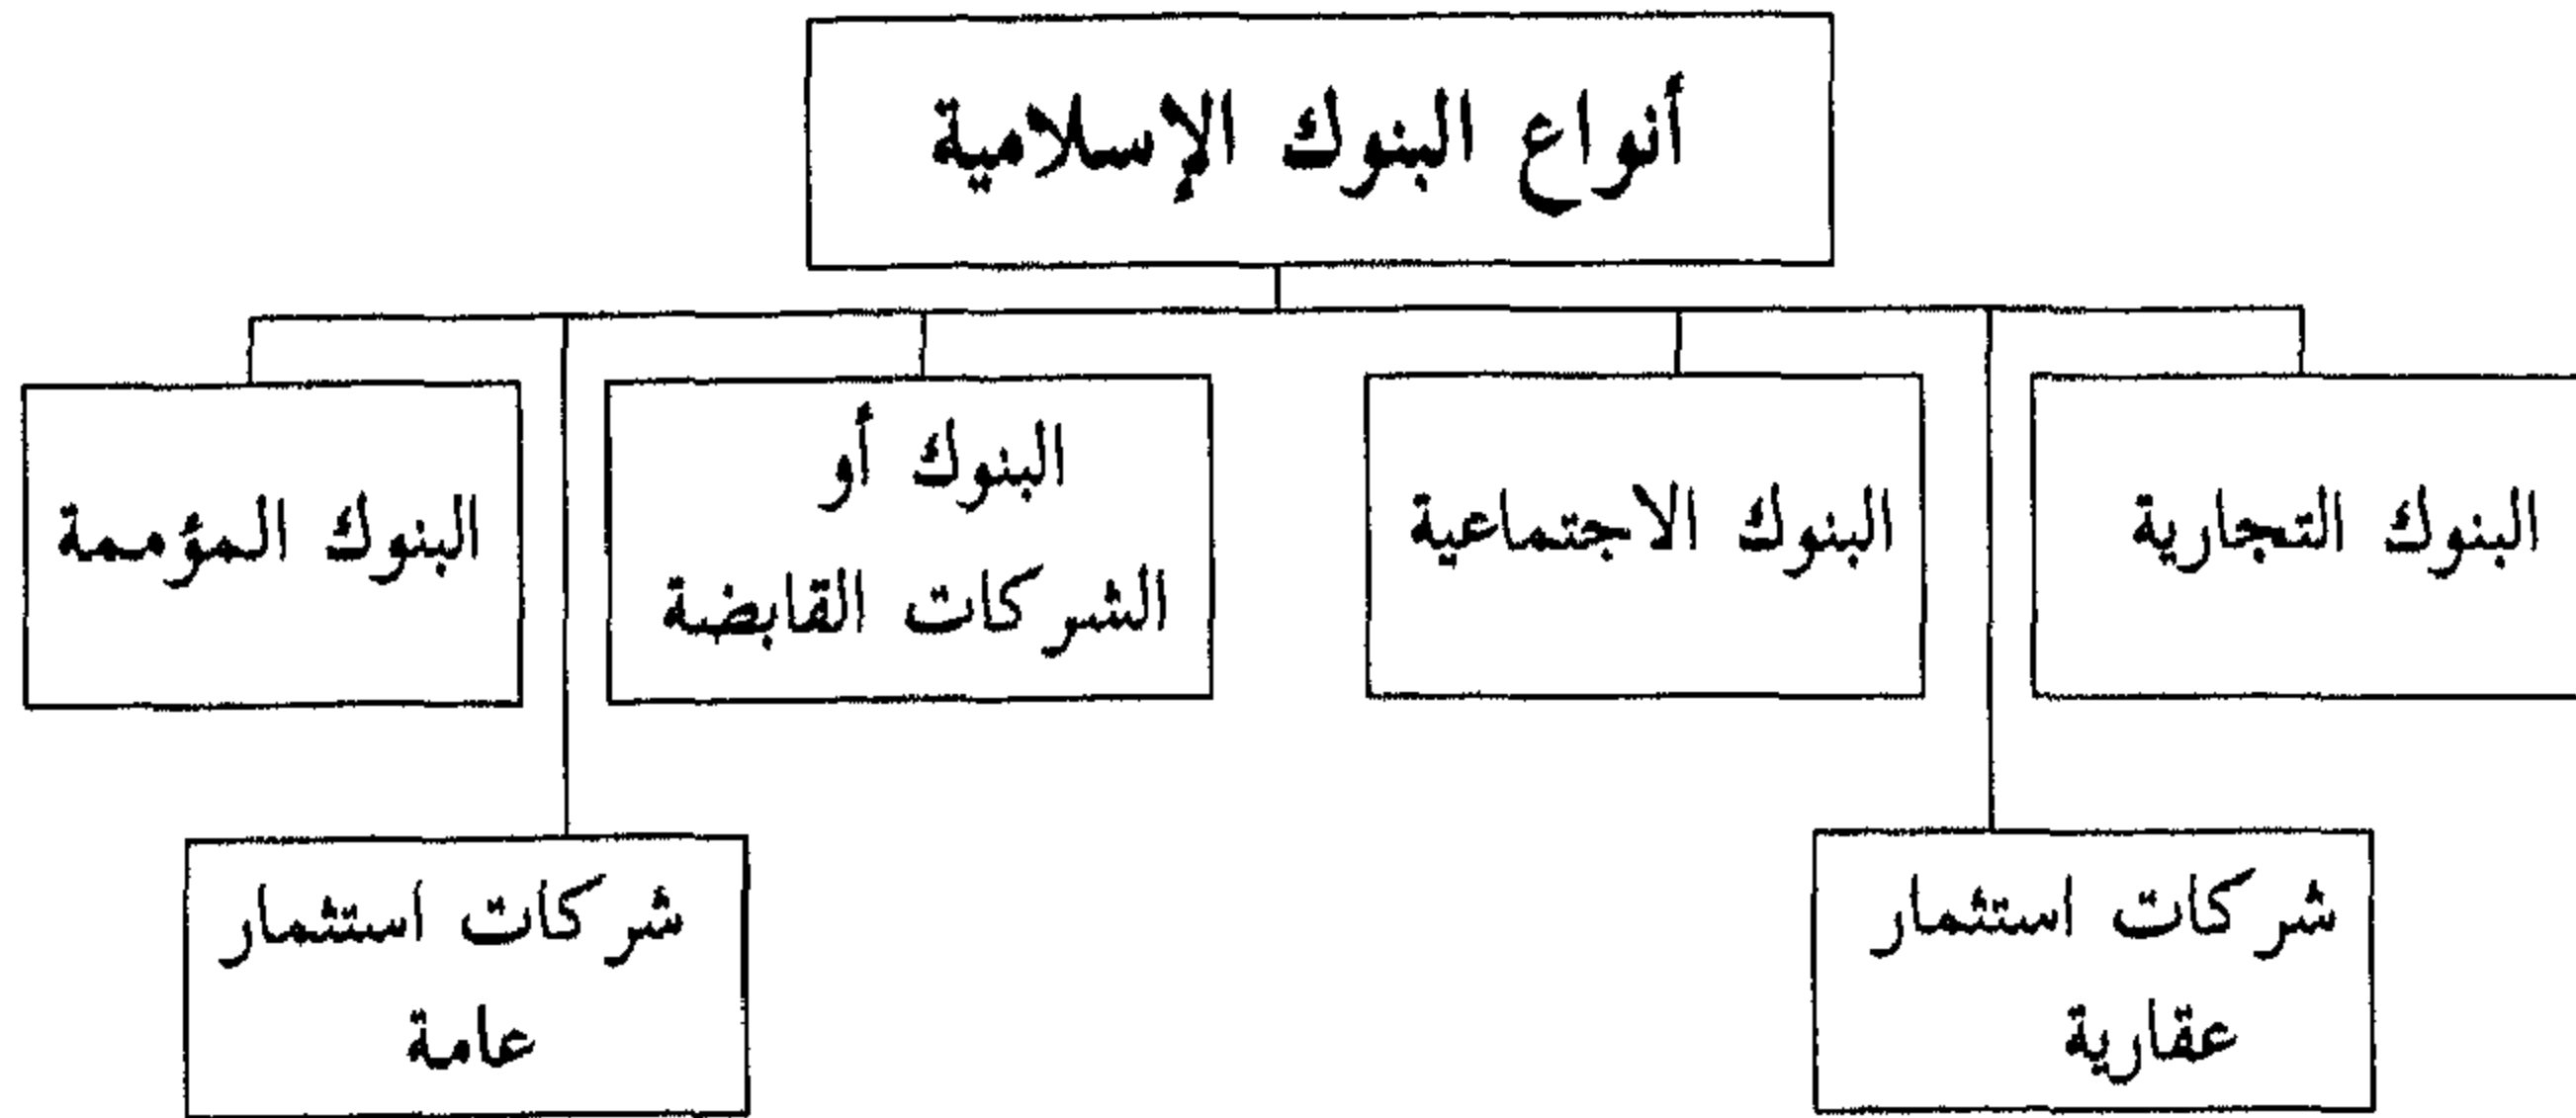 أنواع البنوك الإسلامية
البنوك التجارية
البنوك الاجتماعية
البنوك أو
الشركات القابضة
البنوك المؤممة
شركات استثمار
عقارية
شركات استثمار
عامة